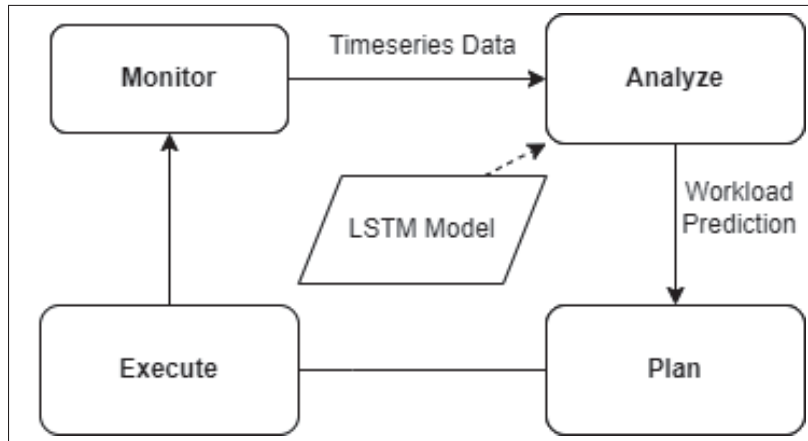 Timeseries Data
Monitor
Analyze
LSTM Model
Workload
Prediction
Execute
Plan